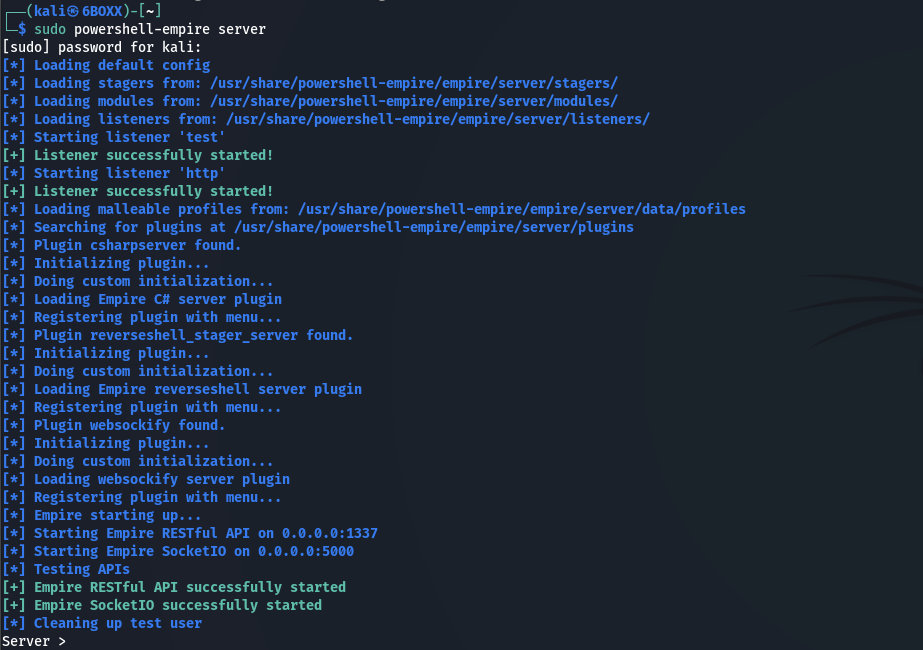 ┌──(kali㉿6BOXX)-[~]
└─$ sudo powershell-empire server
[sudo] password for kali:
[*] Loading default config
[*] Loading stagers from: /usr/share/powershell-empire/empire/server/stagers/
[*] Loading modules from: /usr/share/powershell-empire/empire/server/modules/
[*] Loading listeners from: /usr/share/powershell-empire/empire/server/listeners/
[*] Starting listener 'test'
[+] Listener successfully started!
[*] Starting listener 'http'
[+] Listener successfully started!
[*] Loading malleable profiles from: /usr/share/powershell-empire/empire/server/data/profiles
[*] Searching for plugins at /usr/share/powershell-empire/empire/server/plugins
[*] Plugin csharpserver found.
[*] Initializing plugin...
[*] Doing custom initialization...
[*] Loading Empire C# server plugin
[*] Registering plugin with menu...
[*] Plugin reverseshell_stager_server found.
[*] Initializing plugin...
[*] Doing custom initialization...
[*] Loading Empire reverseshell server plugin
[*] Registering plugin with menu...
[*] Plugin websockify found.
[*] Initializing plugin...
[*] Doing custom initialization...
[*] Loading websockify server plugin
[*] Registering plugin with menu...
[*] Empire starting up...
[*] Starting Empire RESTful API on 0.0.0.0:1337
[*] Starting Empire SocketIO on 0.0.0.0:5000
[*] Testing APIs
[+] Empire RESTful API successfully started
[+] Empire SocketIO successfully started
[*] Cleaning up test user
Server >